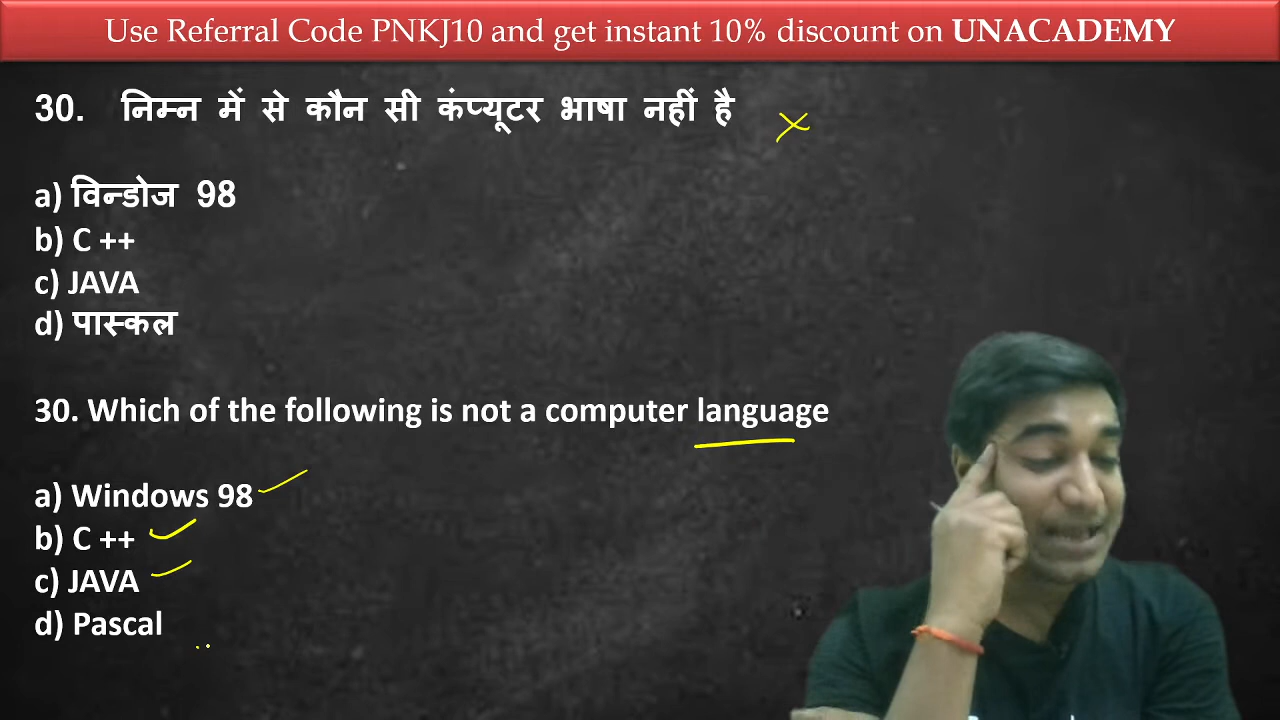 Use Referral Code PNKJ10 and get instant 10% discount on UNACADEMY
30. निम्न में से कौन सी कंप्यूटर भाषा नहीं है
a) विन्डोज 98
b) C ++
c) JAVA
d) पास्कल
30. Which of the following is not a computer language
a) Windows 98
b) C ++
c) JAVA
d) Pascal